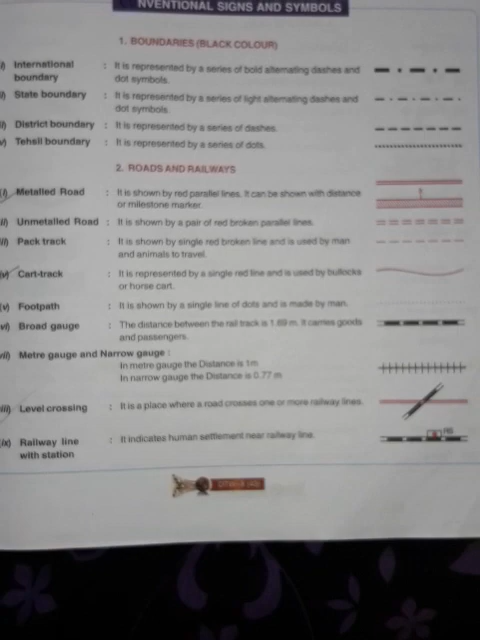 NVENTIONAL SIGNS AND SYMBOLS
1. BOUNDARIES (BLACK COLOUR)
i) International boundary : It is represented by a series of bold alternating dashes and dot symbols.
i) State boundary : It is represented by a series of light alternating dashes and dot symbols.
i) District boundary : It is represented by a series of dashes.
v) Tehsil boundary : It is represented by a series of dots.
2. ROADS AND RAILWAYS
(i) Metalled Road : It is shown by red parallel lines. It can be shown with distance or milestone marker.
ii) Unmetalled Road : It is shown by a pair of red broken parallel lines.
iii) Pack track : It is shown by single red broken line and is used by man and animals to travel.
v) Cart-track : It is represented by a single red line and is used by bullocks or horse cart.
(v) Footpath : It is shown by a single line of dots and is made by man.
vi) Broad gauge : The distance between the rail track is 1.69 m. It carries goods and passengers.
vii) Metre gauge and Narrow gauge :
In metre gauge the Distance is 1m
In narrow gauge the Distance is 0.77 m
iii) Level crossing : It is a place where a road crosses one or more railway lines.
RS
(ix) Railway line with station : It indicates human settlement near railway line.